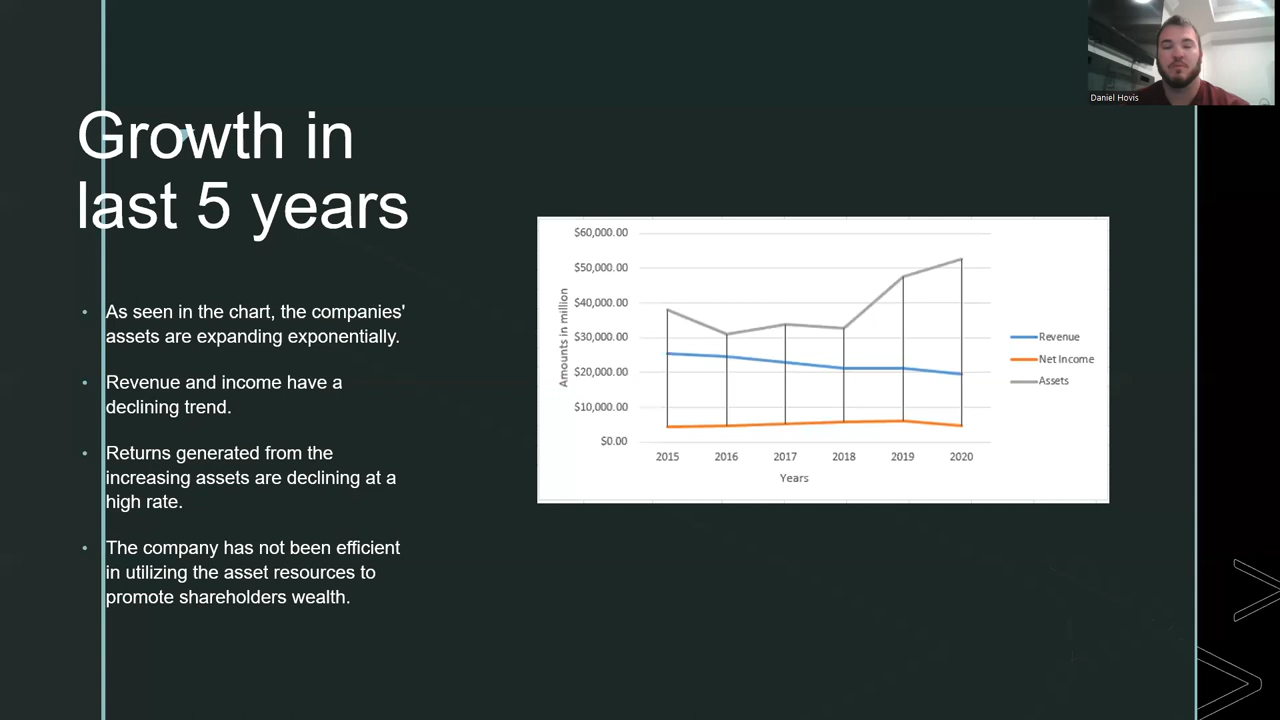 Daniel Hovis
Growth in
last 5 years
• As seen in the chart, the companies'
assets are expanding exponentially.
• Revenue and income have a
declining trend.
• Returns generated from the
increasing assets are declining at a
high rate.
• The company has not been efficient
in utilizing the asset resources to
promote shareholders wealth.
$60,000.00
$50,000.00
$40,000.00
$30,000.00
$20,000.00
$10,000.00
$0.00
Amounts in million
2015 2016 2017 2018 2019 2020
Years
Revenue
Net Income
Assets